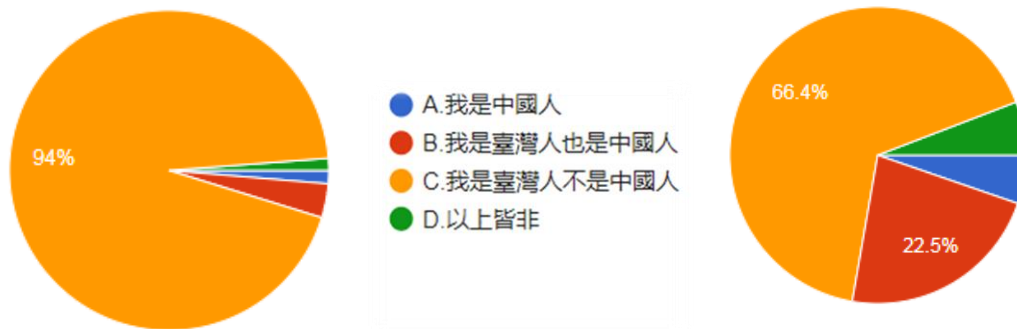 94%
A.我是中國人
B.我是臺灣人也是中國人
C.我是臺灣人不是中國人
D.以上皆非
66.4%
22.5%